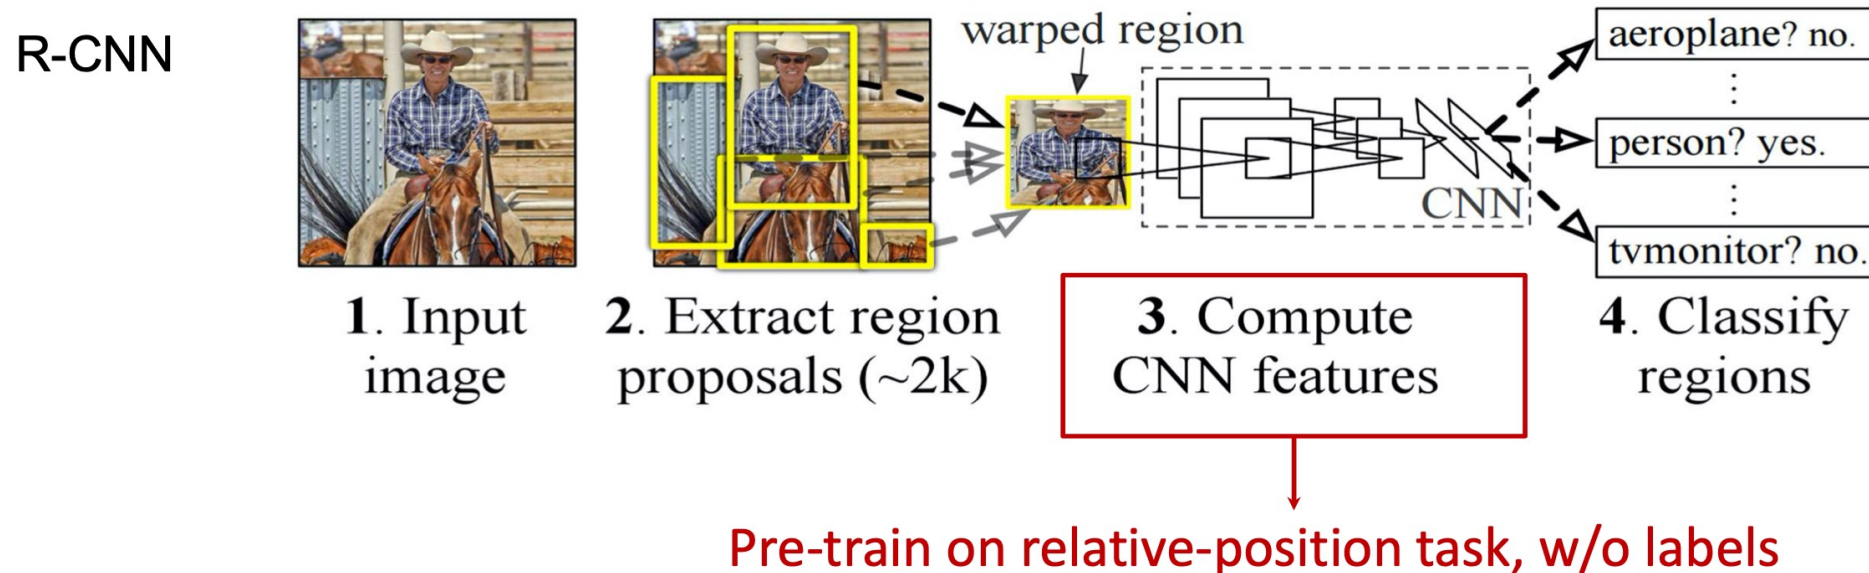 R-CNN
warped region
aeroplane? no.
person? yes.
CNN
tvmonitor? no.
1. Input
image
2. Extract region
proposals (~2k)
3. Compute
CNN features
4. Classify
regions
Pre-train on relative-position task, w/o labels